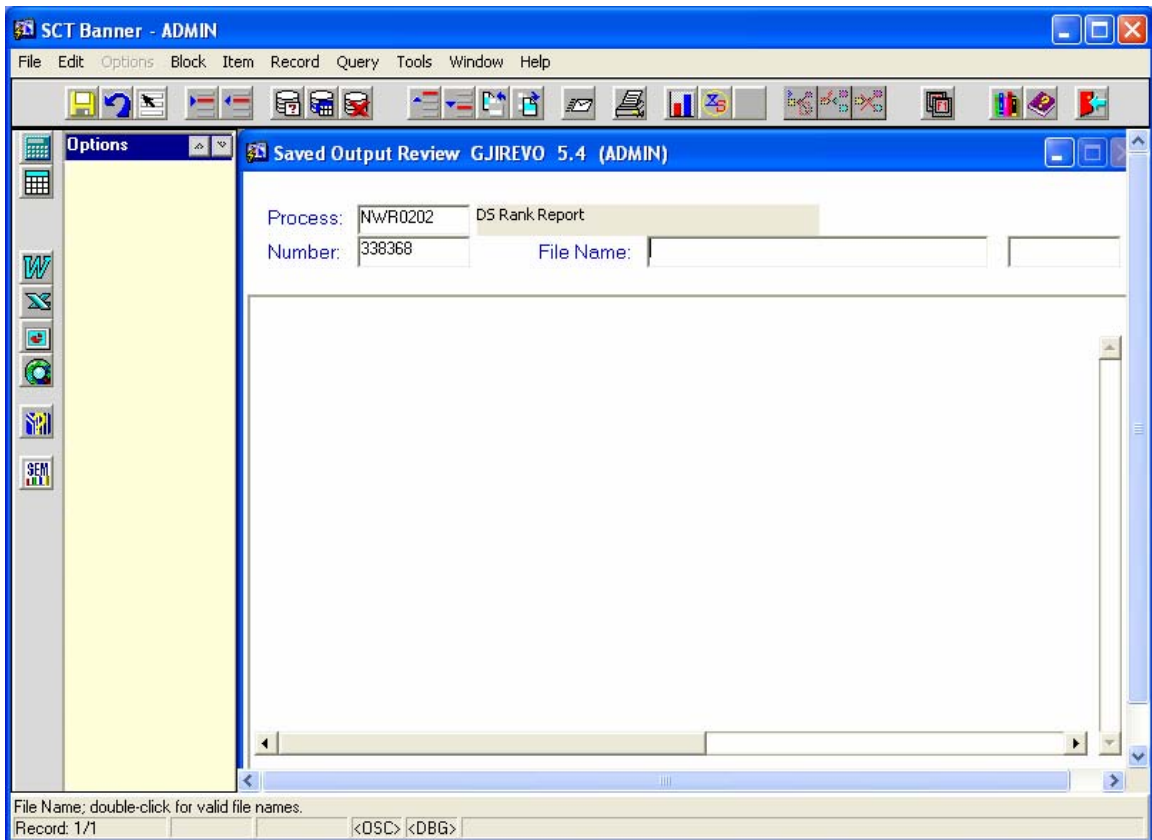 SCT Banner - ADMIN
File Edit Options Block Item Record Query Tools Window Help
Options
Saved Output Review GJIREVO 5.4 (ADMIN)
Process: NWR0202 DS Rank Report
Number: 338368 File Name:
SEM
File Name; double-click for valid file names.
Record: 1/1 <OSC> <DBG>